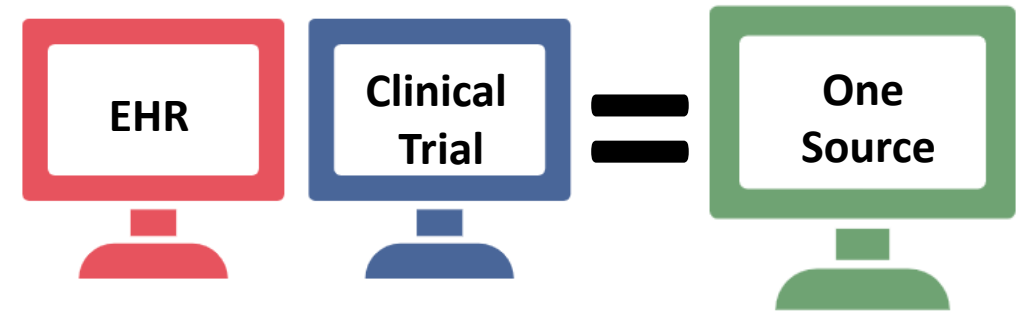 EHR
Clinical
Trial
=
One
Source